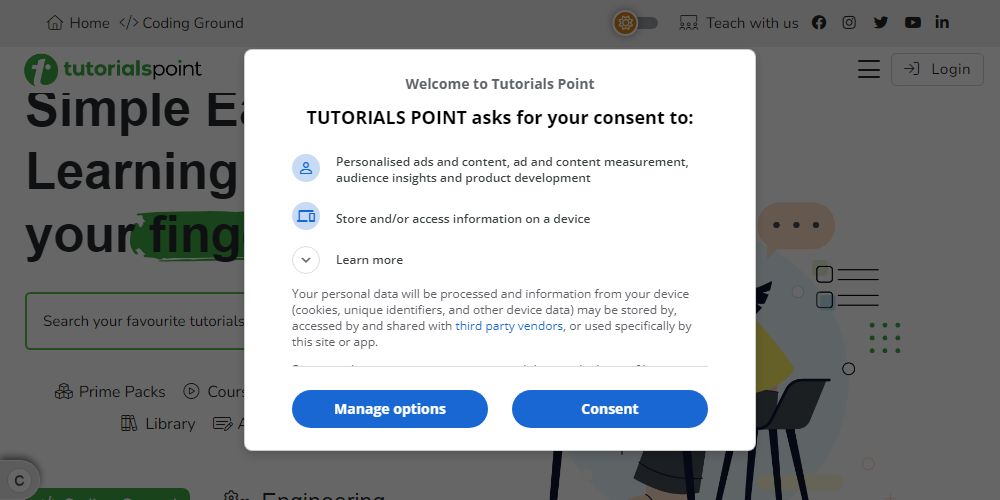 Home </> Coding Ground Teach with us
tutorialspoint Login
Simple
Learning
your fing
Search your favourite tutorials
Prime Packs
Library
Welcome to Tutorials Point
TUTORIALS POINT asks for your consent to:
Personalised ads and content, ad and content measurement,
audience insights and product development
Store and/or access information on a device
Learn more
Your personal data will be processed and information from your device
(cookies, unique identifiers, and other device data) may be stored by,
accessed by and shared with third party vendors, or used specifically by
this site or app.
Manage options Consent
C
Engineering